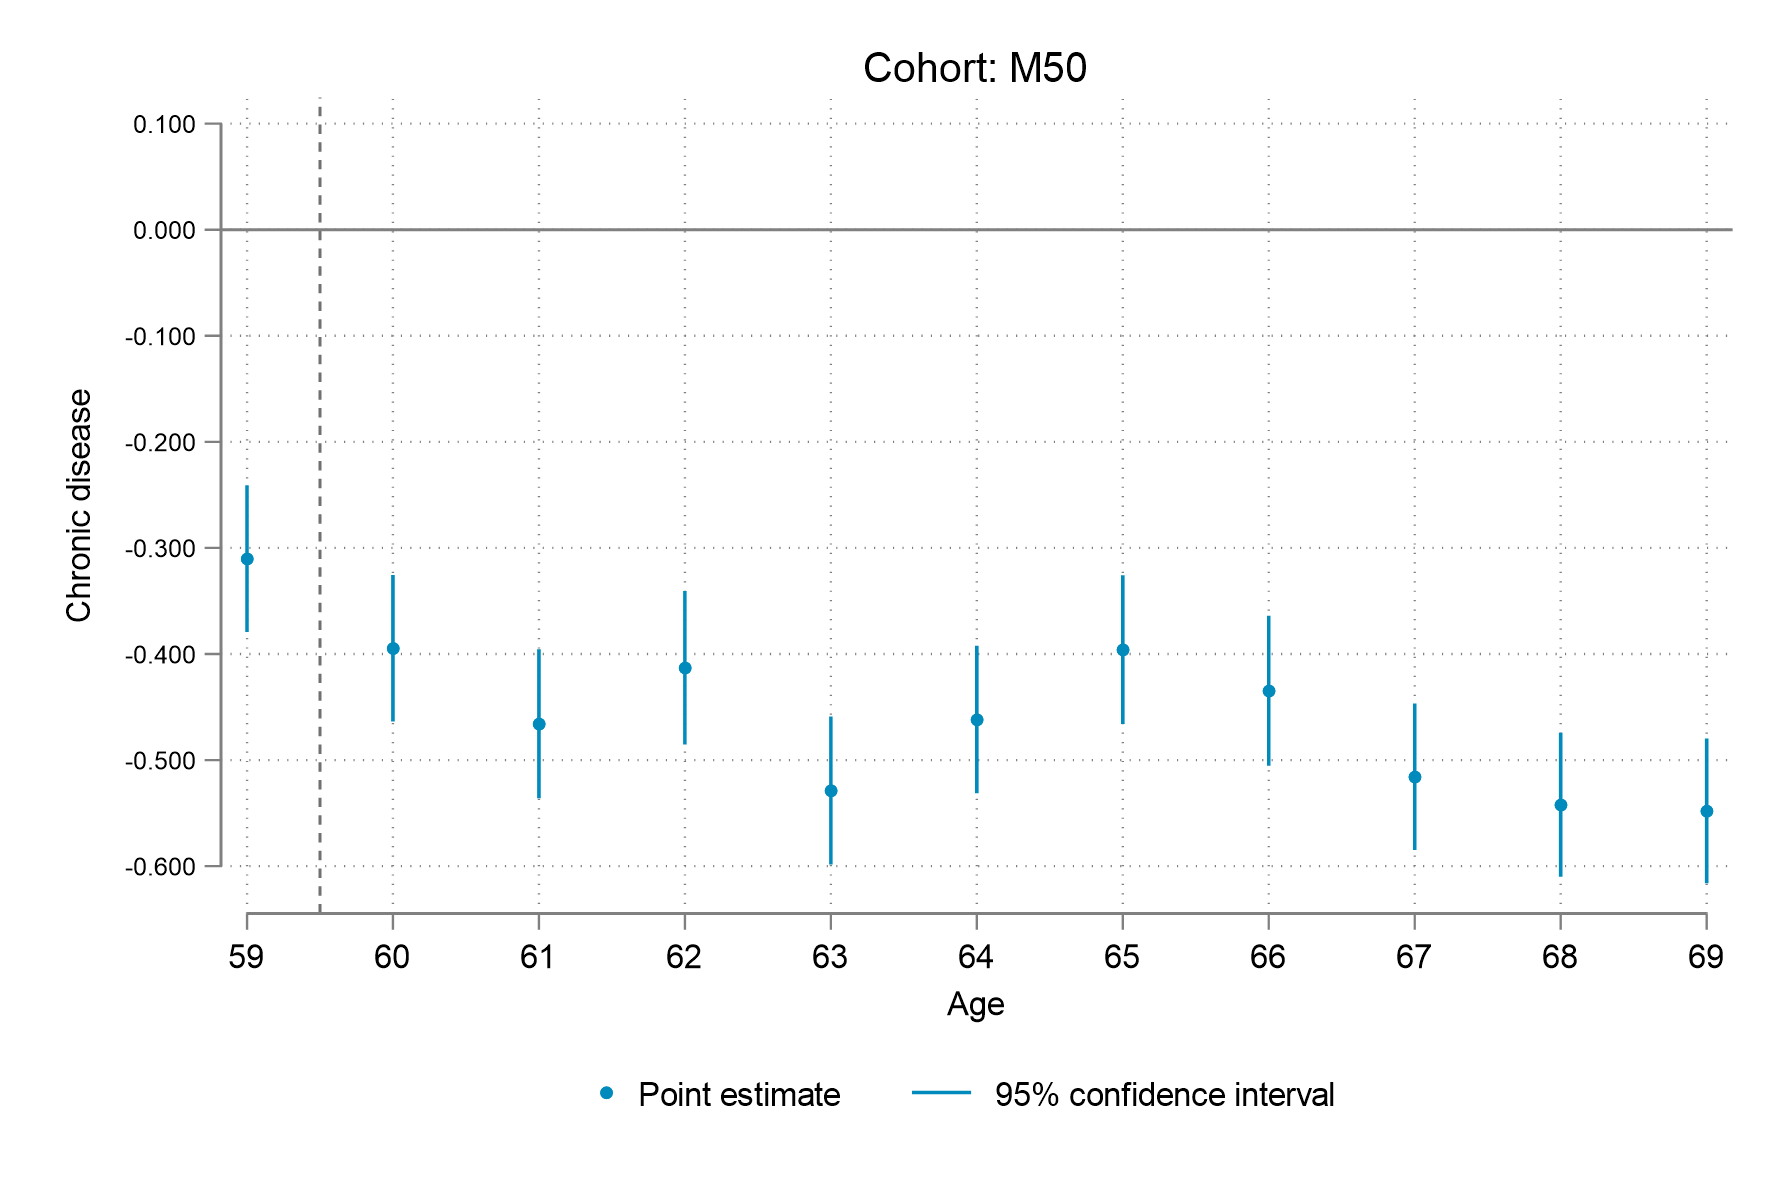 Cohort: M50
0.100
0.000
-0.100
-0.200
-0.300
-0.400
-0.500
-0.600
Chronic disease
59 60 61 62 63 64 65 66 67 68 69
Age
Point estimate 95% confidence interval